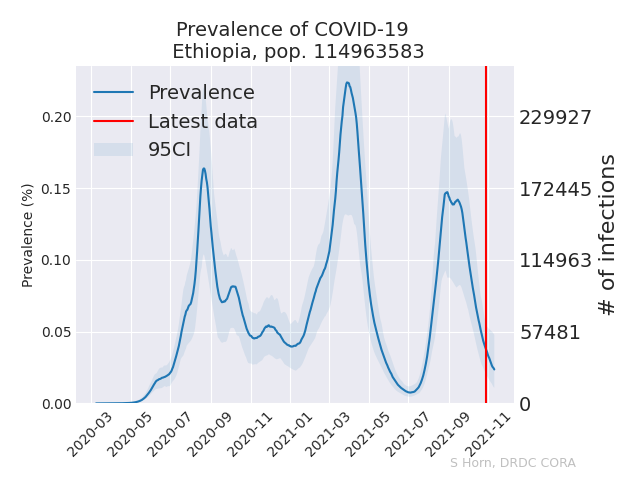 Prevalence of COVID-19
Ethiopia, pop. 114963583
Prevalence
Latest data
95CI
Prevalence (%)
0.20
0.15
0.10
0.05
0.00
229927
172445
114963
57481
0
# of infections
2020-03
2020-05
2020-07
2020-09
2020-11
2021-01
2021-03
2021-05
2021-07
2021-09
2021-11
S Horn, DRDC CORA